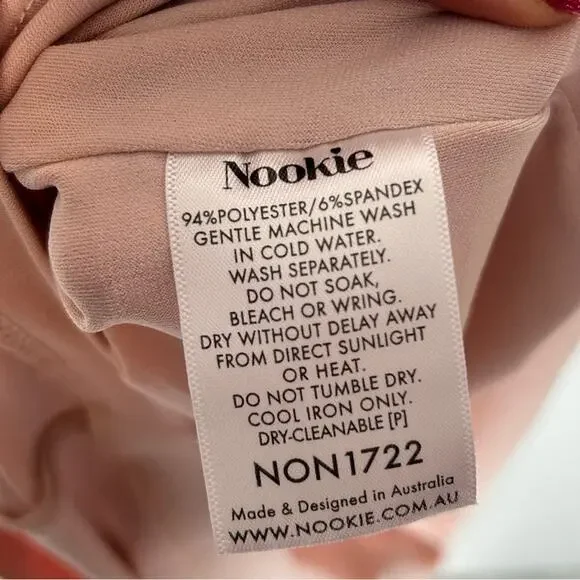 Nookie
94%POLYESTER/6%SPANDEX
GENTLE MACHINE WASH
IN COLD WATER.
WASH SEPARATELY.
DO NOT SOAK,
BLEACH OR WRING.
DRY WITHOUT DELAY AWAY
FROM DIRECT SUNLIGHT
OR HEAT.
DO NOT TUMBLE DRY.
COOL IRON ONLY.
DRY-CLEANABLE [P]
NON1722
Made & Designed in Australia
WWW.NOOKIE.COM.AU